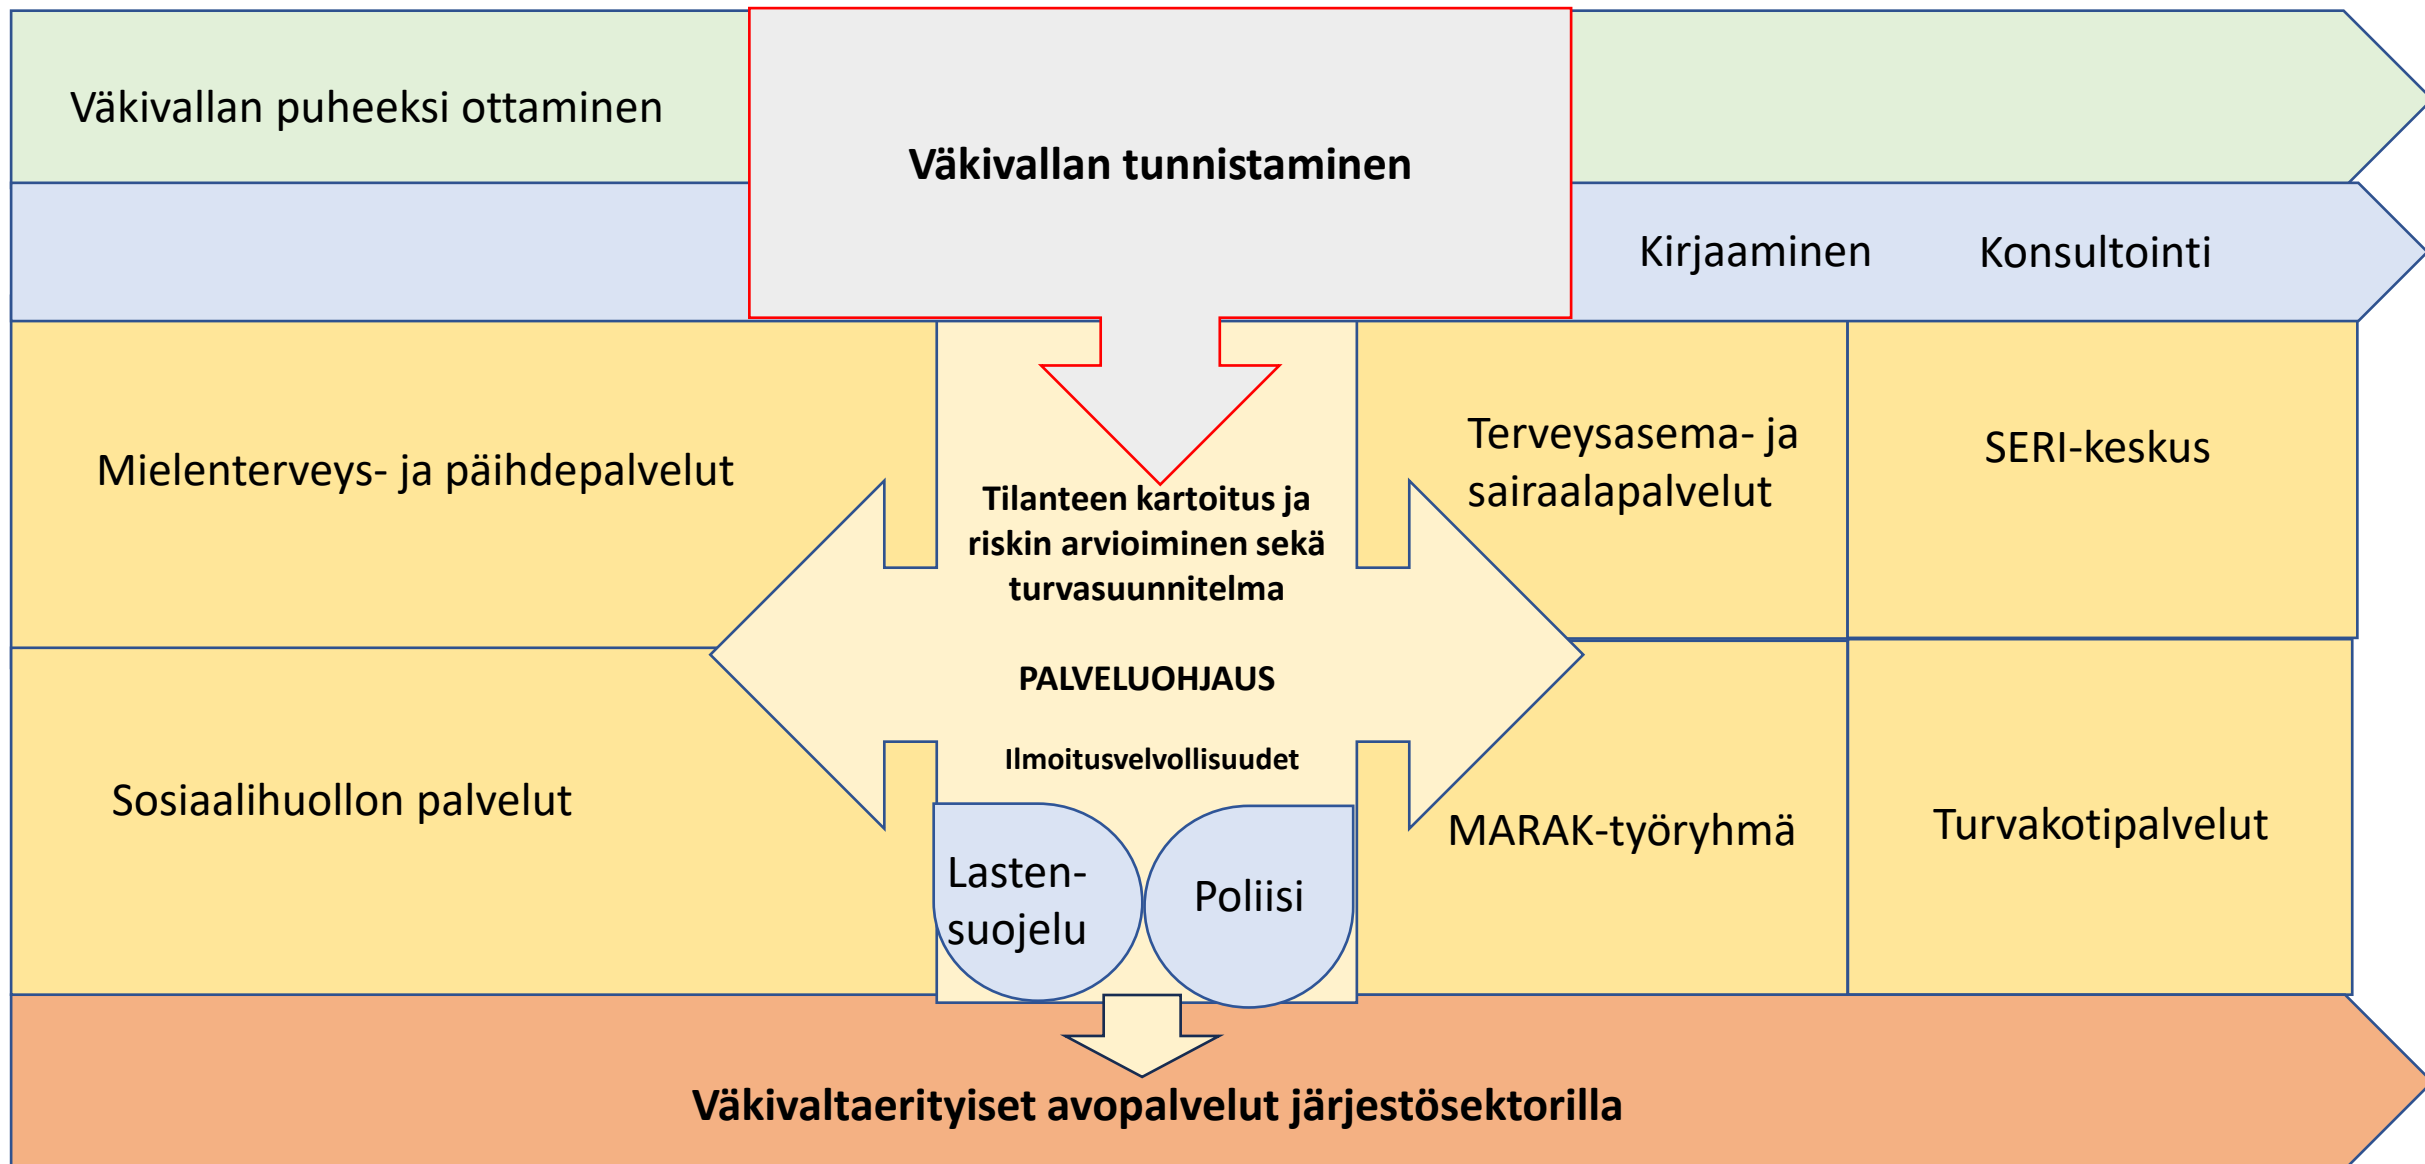 Väkivallan puheeksi ottaminen
Väkivallan tunnistaminen
Kirjaaminen
Konsultointi
Mielenterveys- ja päihdepalvelut
Tilanteen kartoitus ja
riskin arvioiminen sekä
turvasuunnitelma
PALVELUOHJAUS
Ilmoitusvelvollisuudet
Terveysasema- ja
sairaalapalvelut
SERI-keskus
Sosiaalihuollon palvelut
Lasten-
suojelu
Poliisi
MARAK-työryhmä
Turvakotipalvelut
Väkivaltaerityiset avopalvelut järjestösektorilla